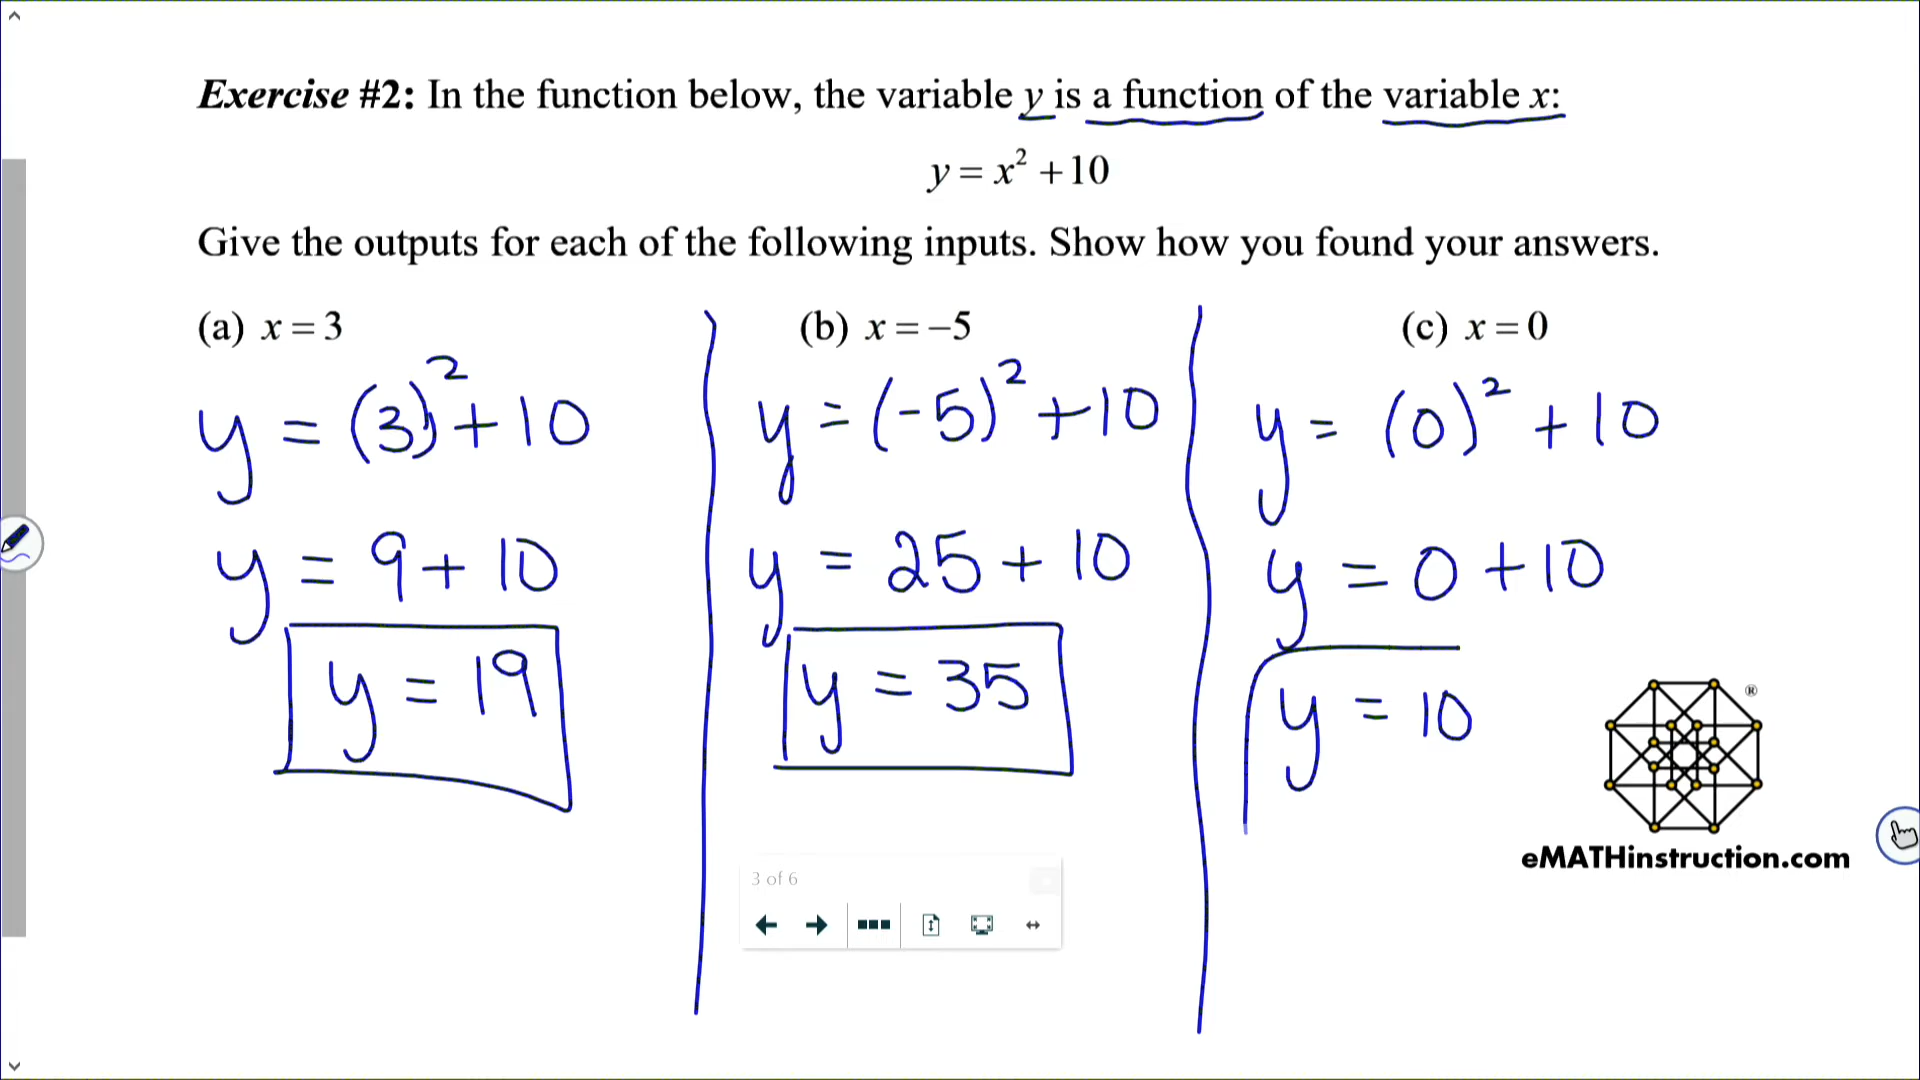 Exercise #2: In the function below, the variable y is a function of the variable x:
y = x² + 10
Give the outputs for each of the following inputs. Show how you found your answers.
(a) x = 3
y = (3)² + 10
y = 9 + 10
y = 19
(b) x = –5
y = (-5)² + 10
y = 25 + 10
y = 35
(c) x = 0
y = (0)² + 10
y = 0 + 10
y = 10
®
eMATHinstruction.com
3 of 6